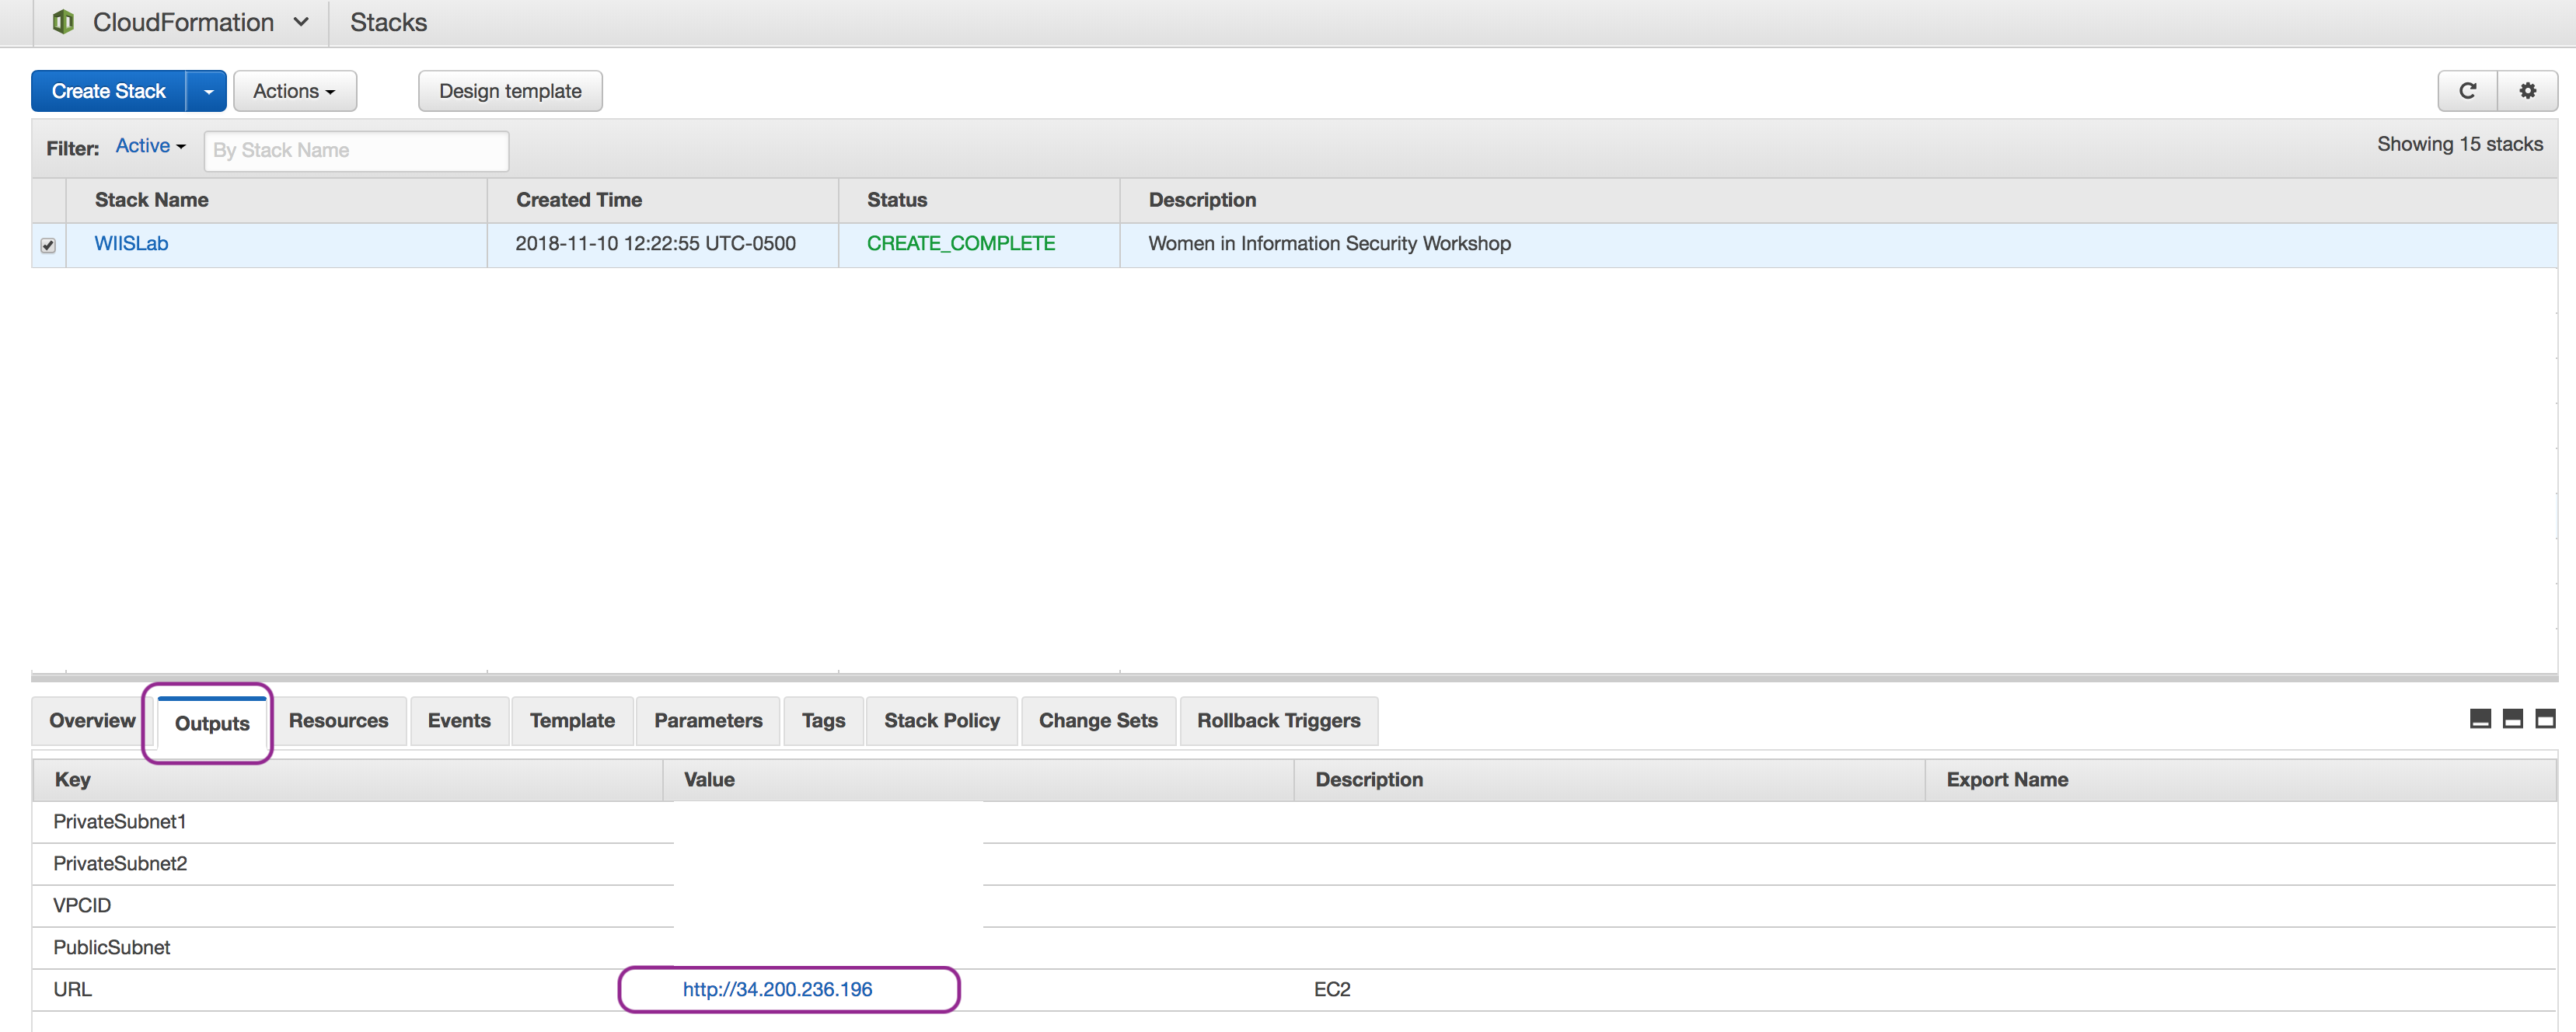 CloudFormation Stacks
Create Stack Actions Design template
Filter: Active By Stack Name Showing 15 stacks
Stack Name Created Time Status Description
WIISLab 2018-11-10 12:22:55 UTC-0500 CREATE_COMPLETE Women in Information Security Workshop
Overview Outputs Resources Events Template Parameters Tags Stack Policy Change Sets Rollback Triggers
Key Value Description Export Name
PrivateSubnet1
PrivateSubnet2
VPCID
PublicSubnet
URL http://34.200.236.196 EC2